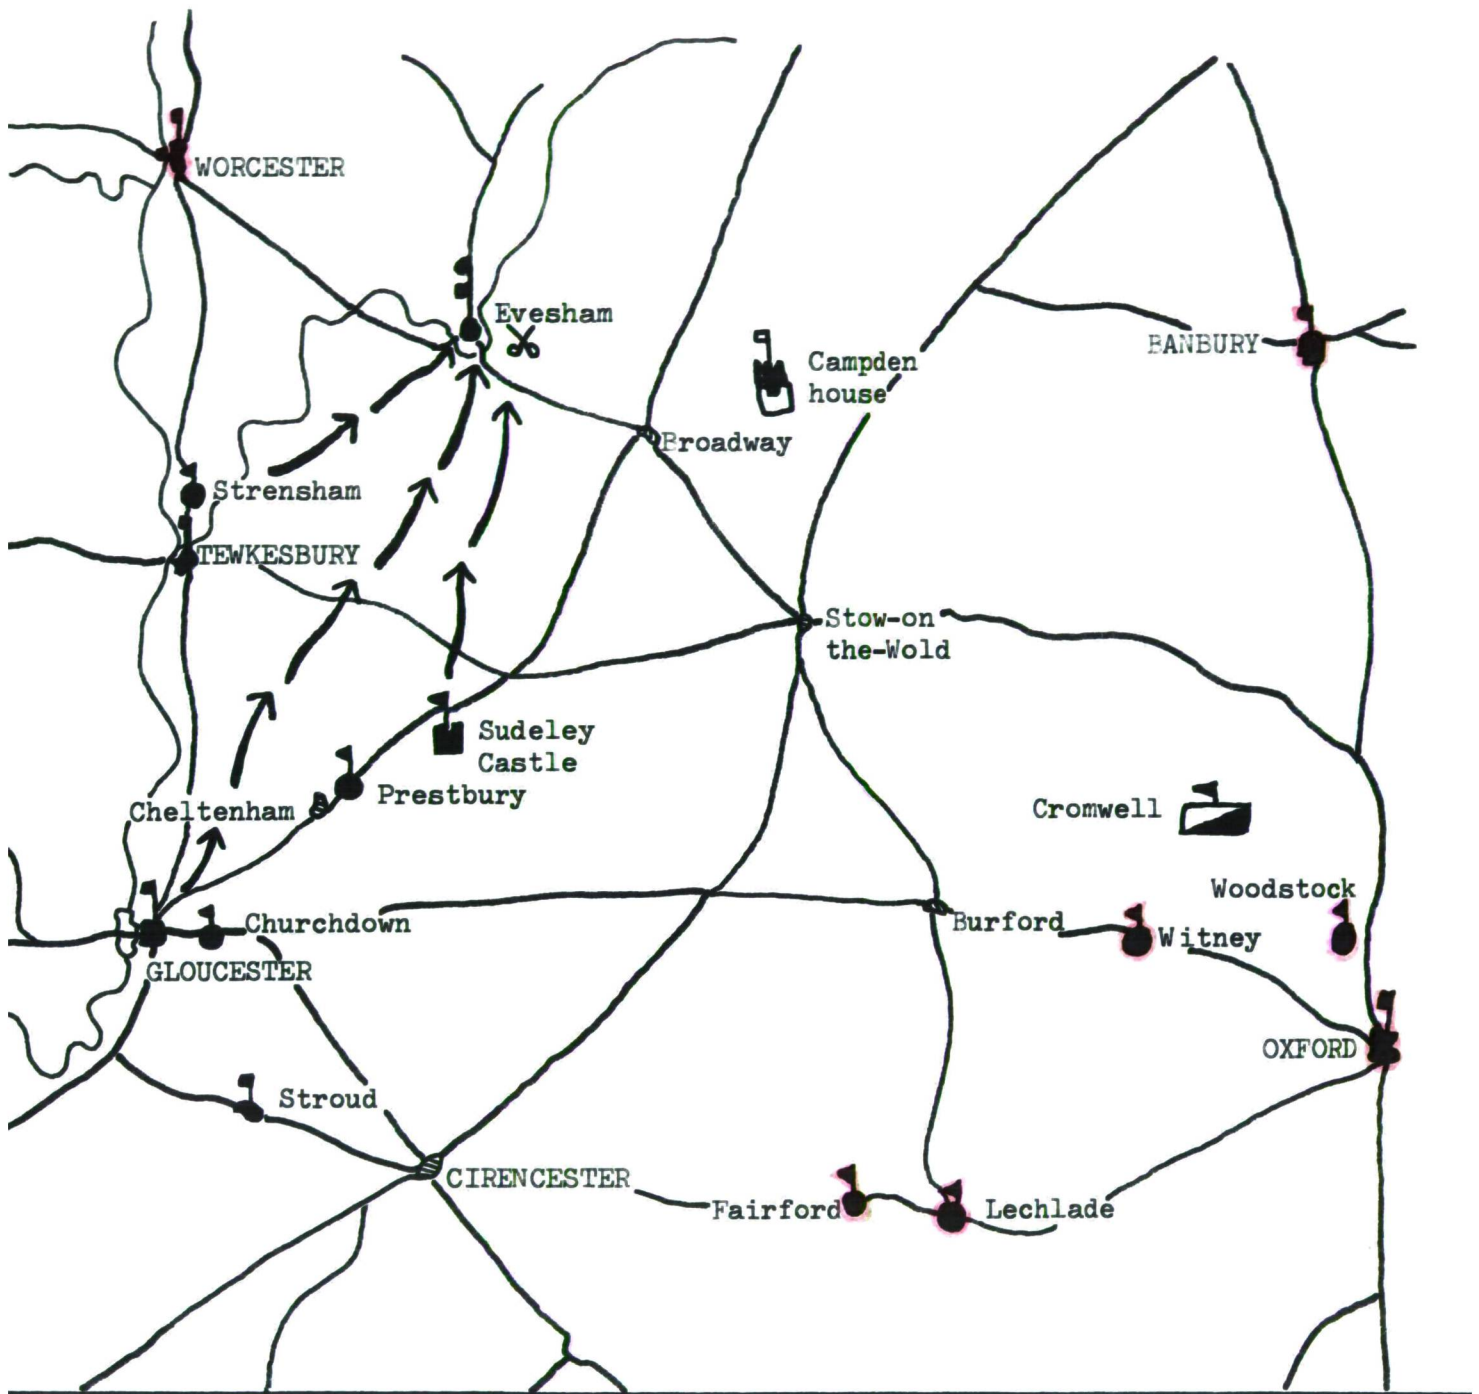 WORCESTER
Evesham
BANBURY
Campden
house
Broadway
Strensham
TEWKESBURY
Stow-on
the-Wold
Sudeley
Castle
Prestbury
Cheltenham
Cromwell
Woodstock
Churchdown
Burford
Witney
GLOUCESTER
OXFORD
Stroud
CIRENCESTER
Fairford
Lechlade